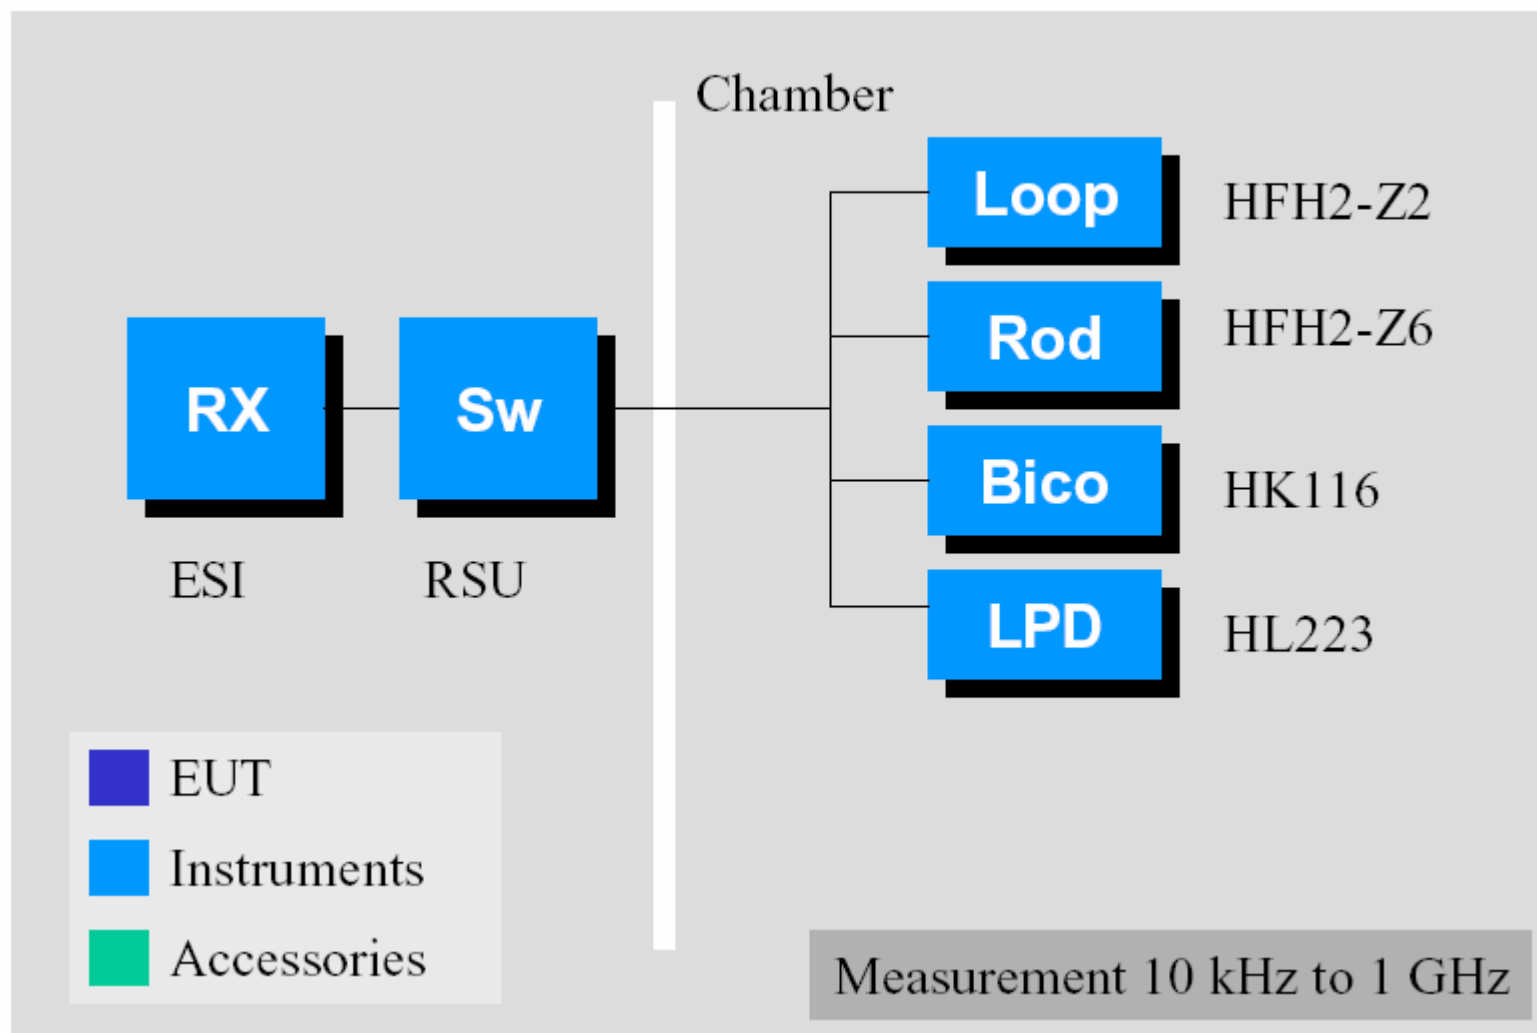 Chamber
Loop
HFH2-Z2
Rod
HFH2-Z6
RX
Sw
Bico
HK116
ESI
RSU
LPD
HL223
EUT
Instruments
Accessories
Measurement 10 kHz to 1 GHz